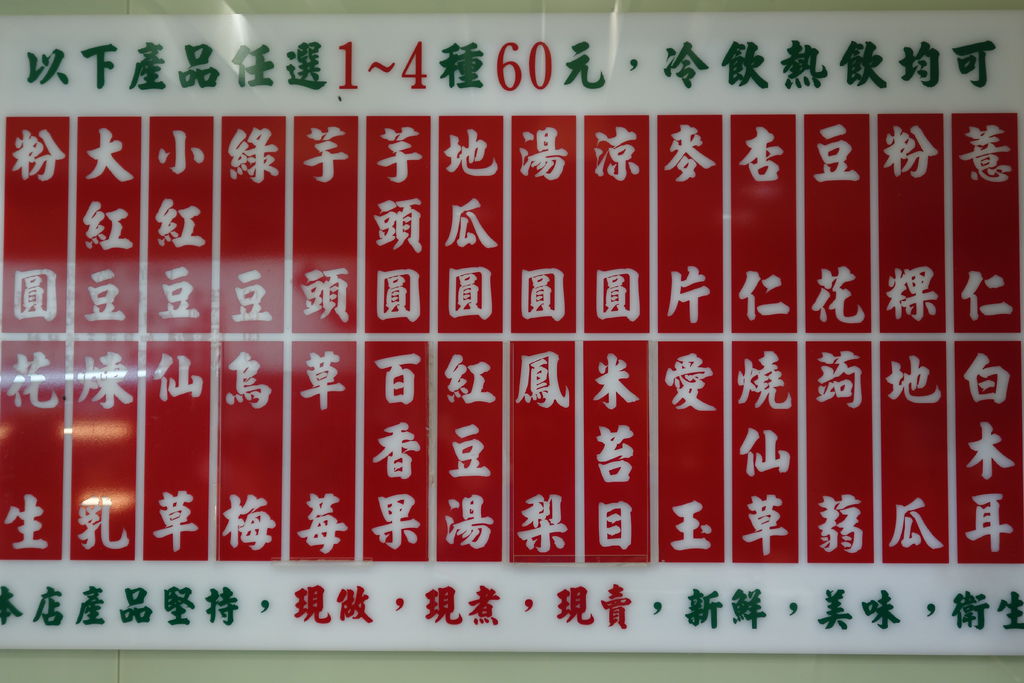 以下產品任選1~4種60元，冷飲熱飲均可
粉圓 大紅豆 小紅豆 綠豆 芋頭 芋頭圓 地瓜圓 湯圓 涼圓 麥片 杏仁 豆花 粉粿 薏仁
花生 煉乳 仙草 烏梅 草莓 百香果 紅豆湯 鳳梨 米苔目 愛玉 燒仙草 蒟蒻 地瓜 白木耳
本店產品堅持，現做，現煮，現賣，新鮮，美味，衛生